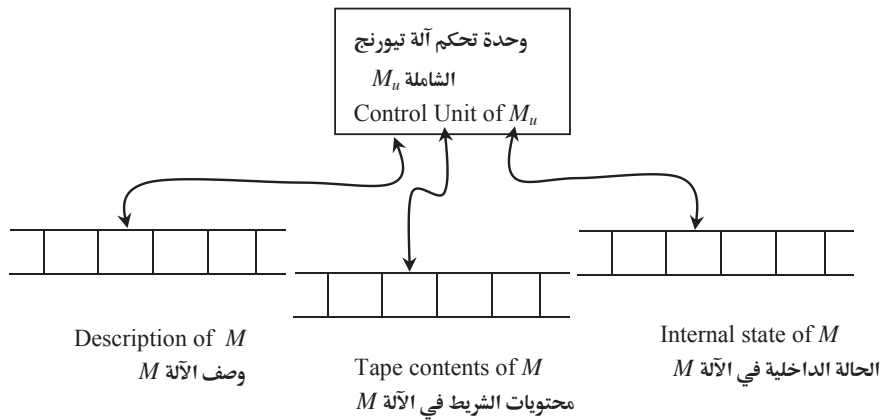 وحدة تحكم آلة تيورنج
الشاملة Mu
Control Unit of Mu
Description of M
وصف الآلة M
Tape contents of M
محتويات الشريط في الآلة M
Internal state of M
الحالة الداخلية في الآلة M